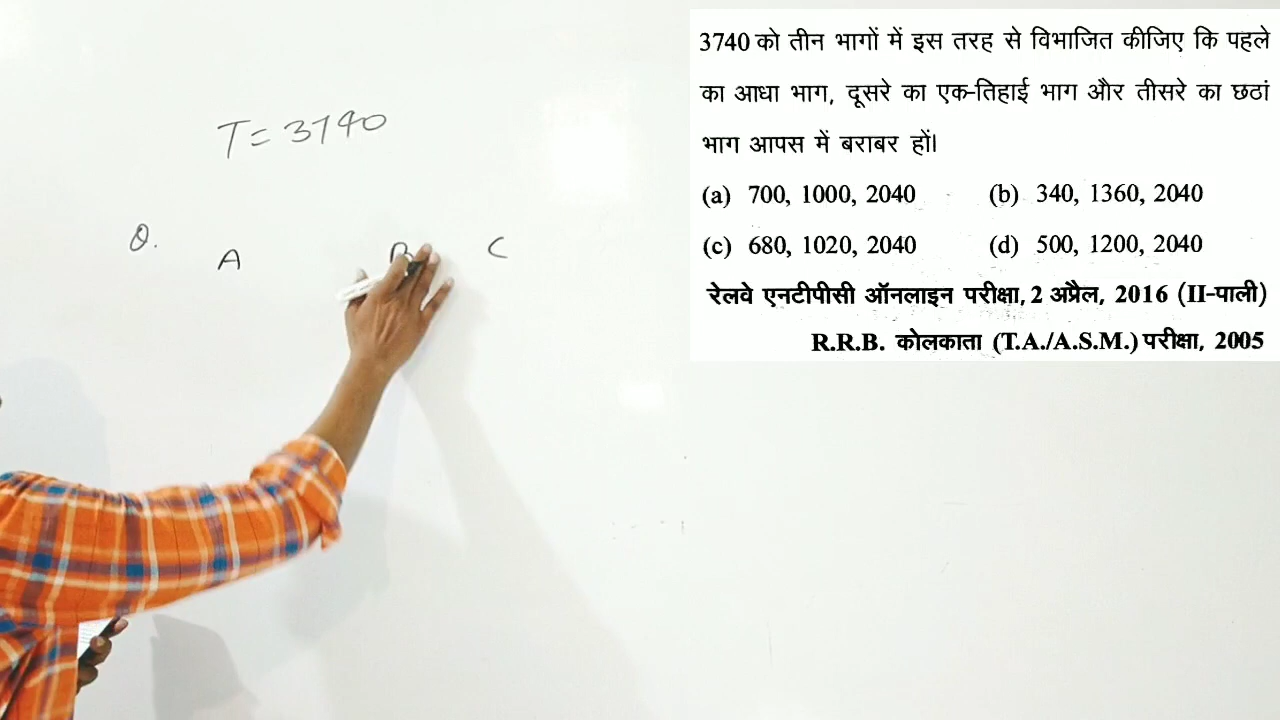 3740 को तीन भागों में इस तरह से विभाजित कीजिए कि पहले
का आधा भाग, दूसरे का एक-तिहाई भाग और तीसरे का छठां
भाग आपस में बराबर हों।
(a) 700, 1000, 2040 (b) 340, 1360, 2040
(c) 680, 1020, 2040 (d) 500, 1200, 2040
रेलवे एनटीपीसी ऑनलाइन परीक्षा, 2 अप्रैल, 2016 (II-पाली)
R.R.B. कोलकाता (T.A./A.S.M.) परीक्षा, 2005
T = 3740
Q. A B C